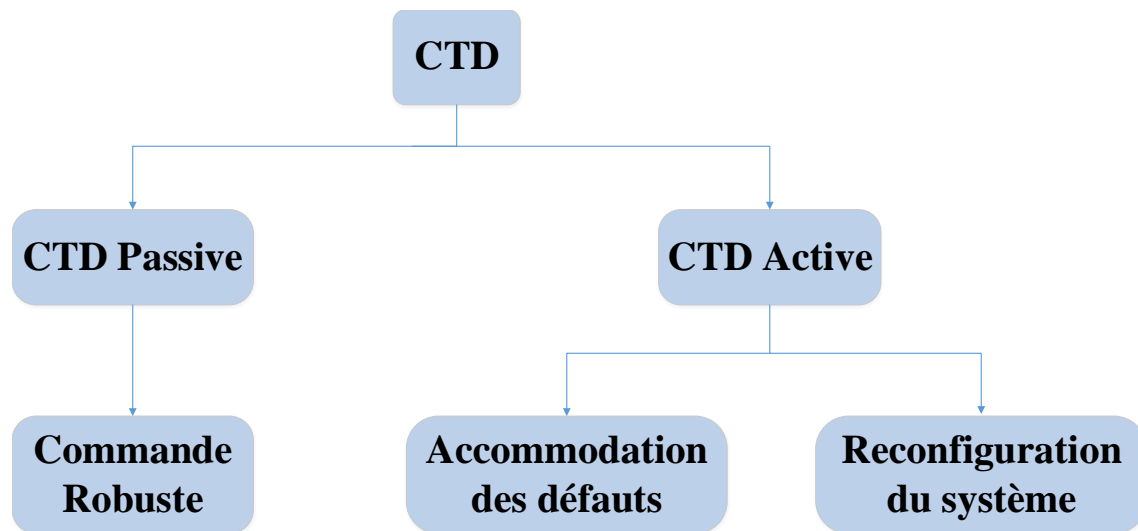 CTD
CTD Passive
CTD Active
Commande
Robuste
Accommodation
des défauts
Reconfiguration
du système